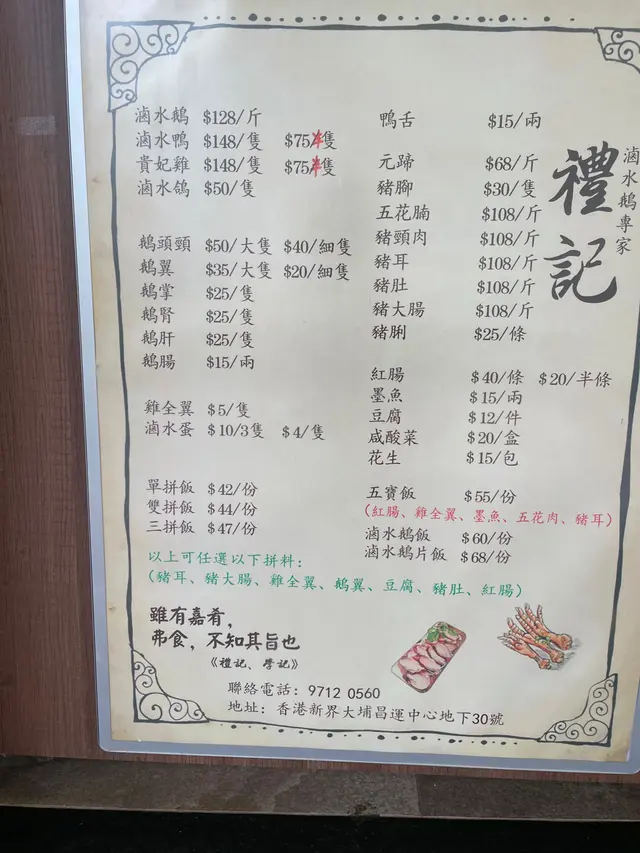 滷水鵝 $128/斤
滷水鴨 $148/隻 $75/隻
貴妃雞 $148/隻 $75/隻
滷水鴿 $50/隻
鵝頭頸 $50/大隻 $40/細隻
鵝翼 $35/大隻 $20/細隻
鵝掌 $25/隻
鵝腎 $25/隻
鵝肝 $25/隻
鵝腸 $15/兩
雞全翼 $5/隻
滷水蛋 $10/3隻 $4/隻
單拼飯 $42/份
雙拼飯 $44/份
三拼飯 $47/份
以上可任選以下拼料:
(豬耳、豬大腸、雞全翼、鵝翼、豆腐、豬肚、紅腸)
鴨舌 $15/兩
元蹄 $68/斤
豬腳 $30/隻
五花腩 $108/斤
豬頸肉 $108/斤
豬耳 $108/斤
豬肚 $108/斤
豬大腸 $108/斤
豬脷 $25/條
紅腸 $40/條 $20/半條
墨魚 $15/兩
豆腐 $12/件
咸酸菜 $20/盒
花生 $15/包
五寶飯 $55/份
(紅腸、雞全翼、墨魚、五花肉、豬耳)
滷水鵝飯 $60/份
滷水鵝片飯 $68/份
禮記
滷水鵝專家
雖有嘉肴，
弗食，不知其旨也
《禮記、學記》
聯絡電話: 9712 0560
地址: 香港新界大埔昌運中心地下30號